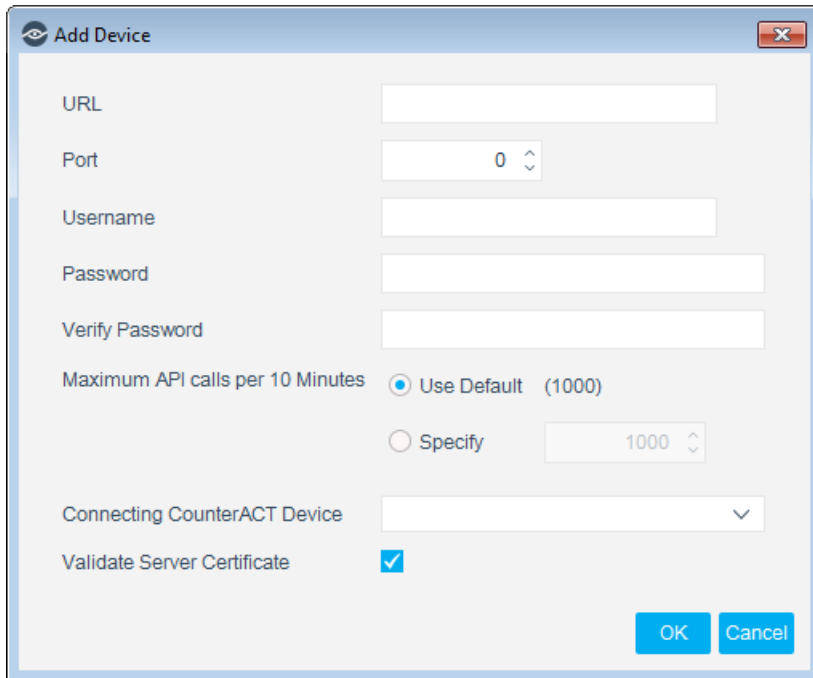 Add Device
URL
Port 0
Username
Password
Verify Password
Maximum API calls per 10 Minutes Use Default (1000)
Specify 1000
Connecting CounterACT Device
Validate Server Certificate
OK Cancel